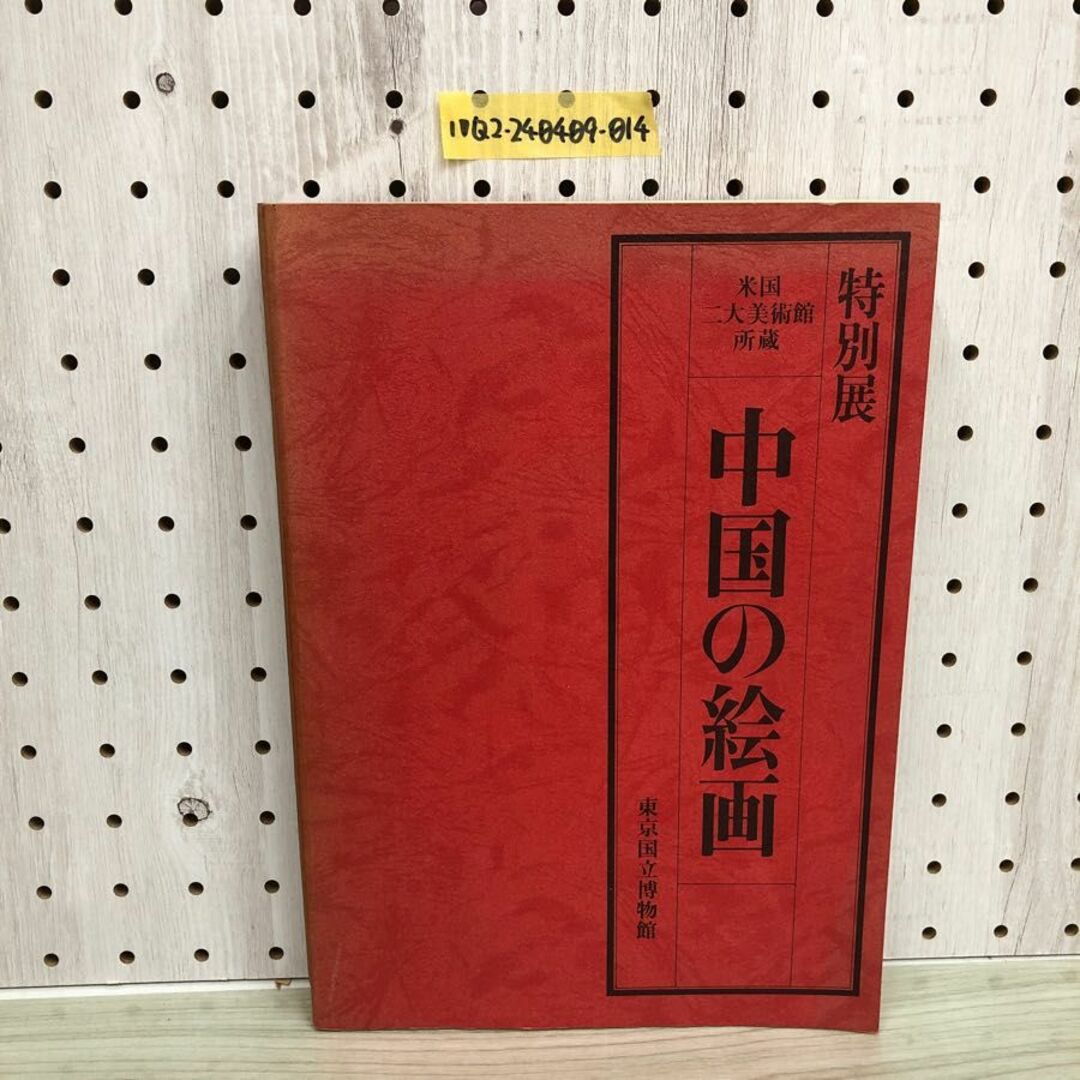 11Q2-240409-014
特別展
米国
二大美術館
所蔵
中国の絵画
東京国立博物館